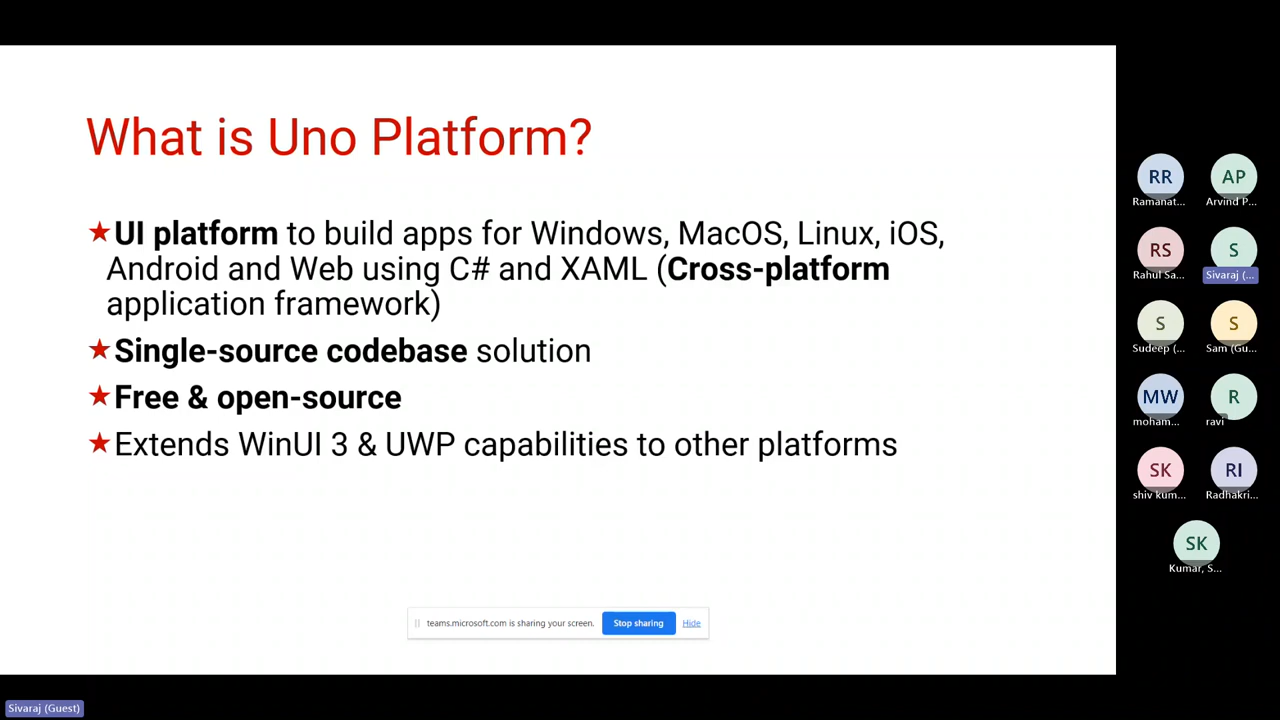 What is Uno Platform?
★UI platform to build apps for Windows, MacOS, Linux, iOS,
Android and Web using C# and XAML (Cross-platform
application framework)
★Single-source codebase solution
★Free & open-source
★Extends WinUI 3 & UWP capabilities to other platforms
teams.microsoft.com is sharing your screen. Stop sharing Hide
RR AP
Ramanat... Arvind P...
RS S
Rahul Sa... Sivaraj (...
S S
Sudeep (... Sam (Gu...
MW R
moham... ravi
SK RI
shiv kum... Radhakri...
SK
Kumar, S...
Sivaraj (Guest)